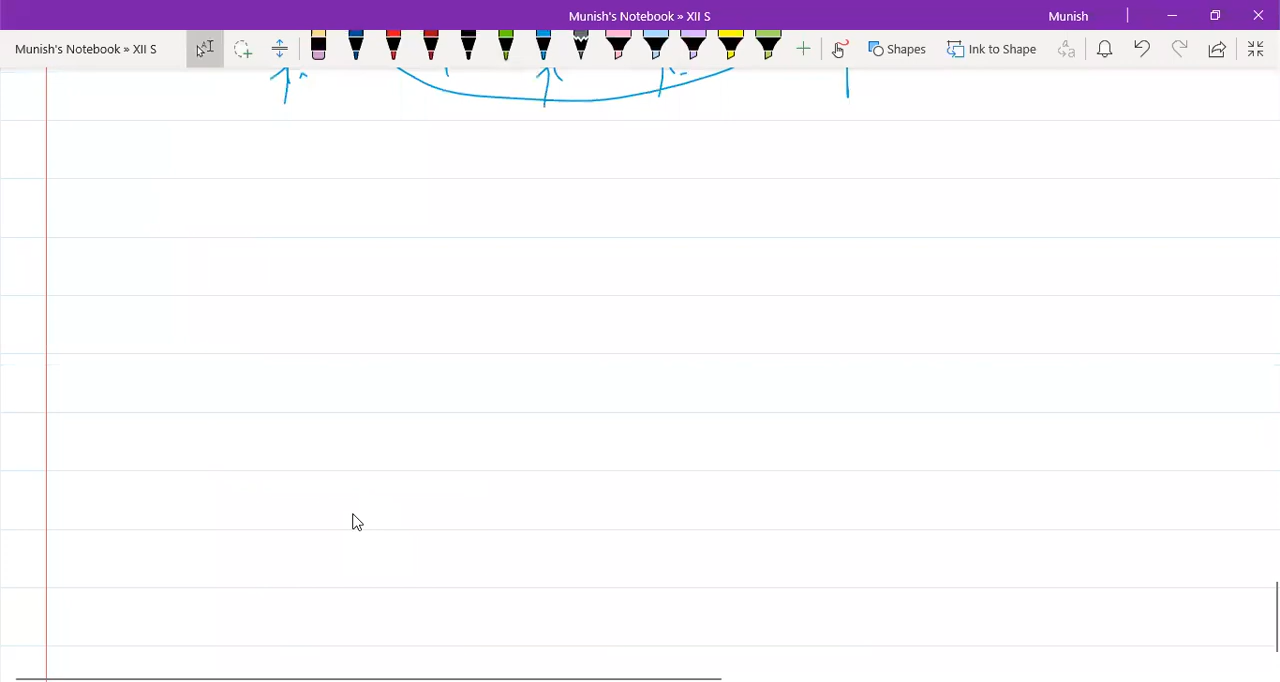 Munish's Notebook » XII S
Munish
Munish's Notebook » XII S
Shapes
Ink to Shape